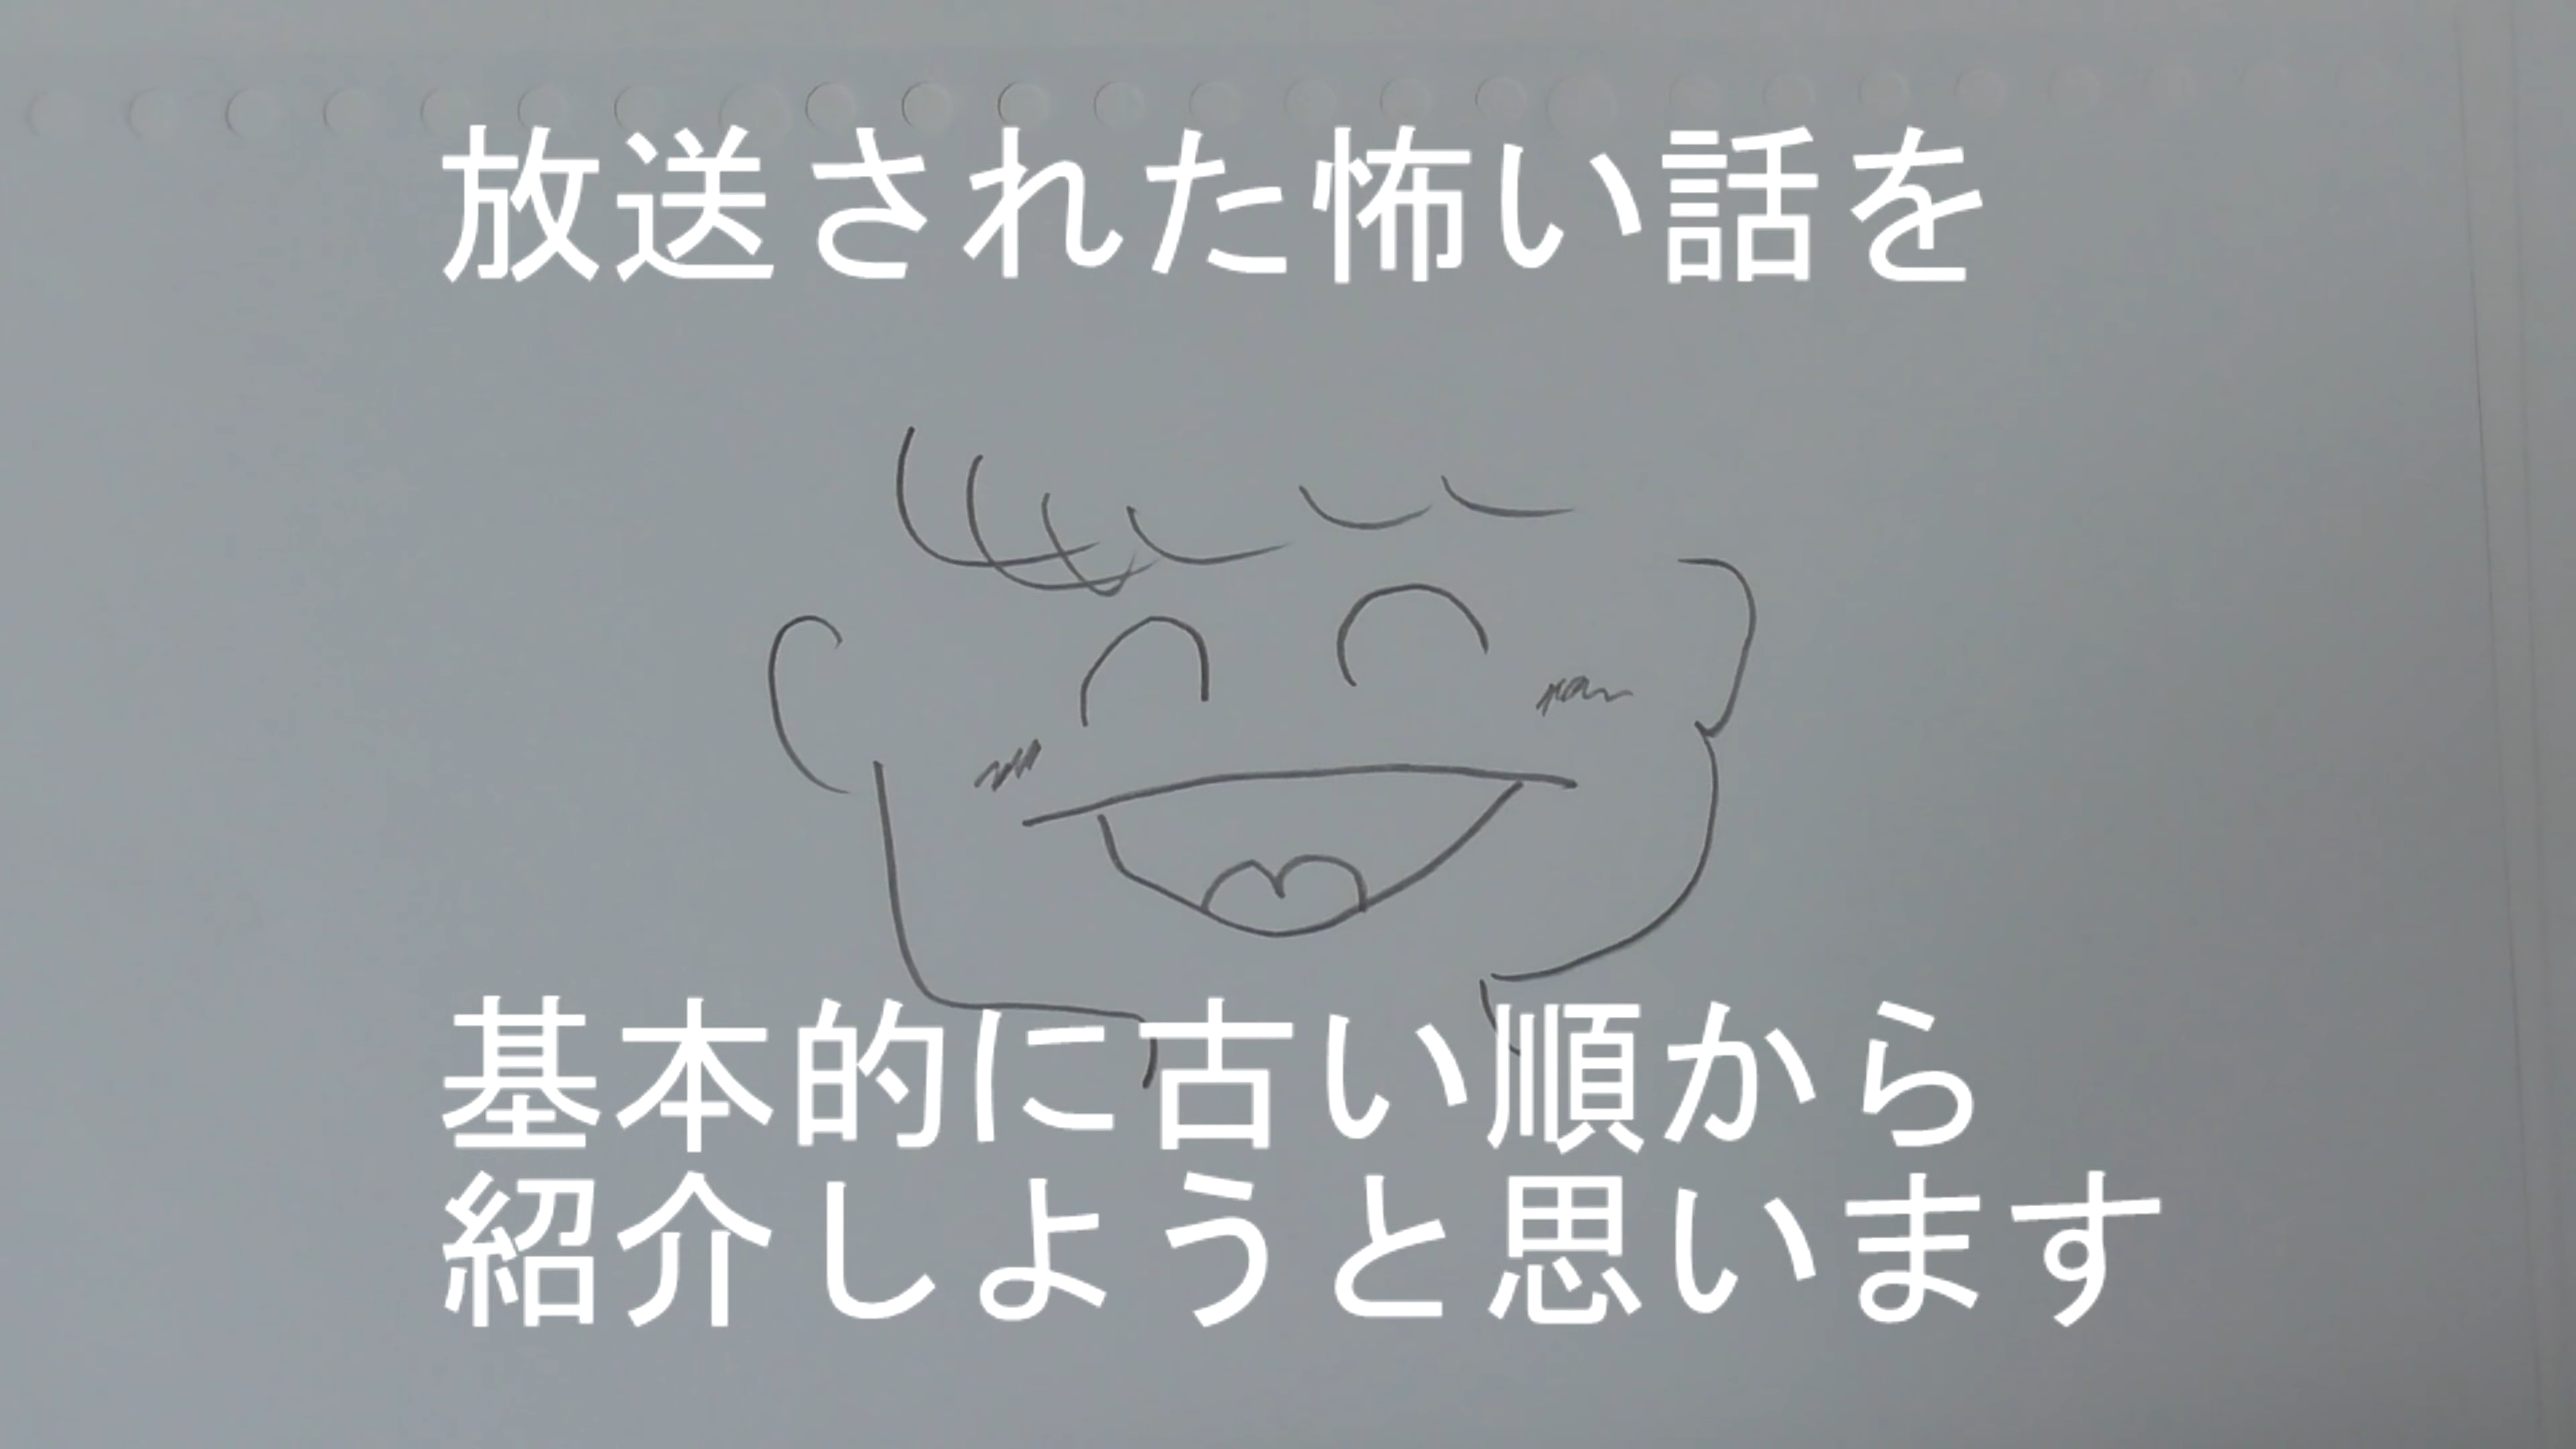 放送された怖い話を
基本的に古い順から
紹介しようと思います